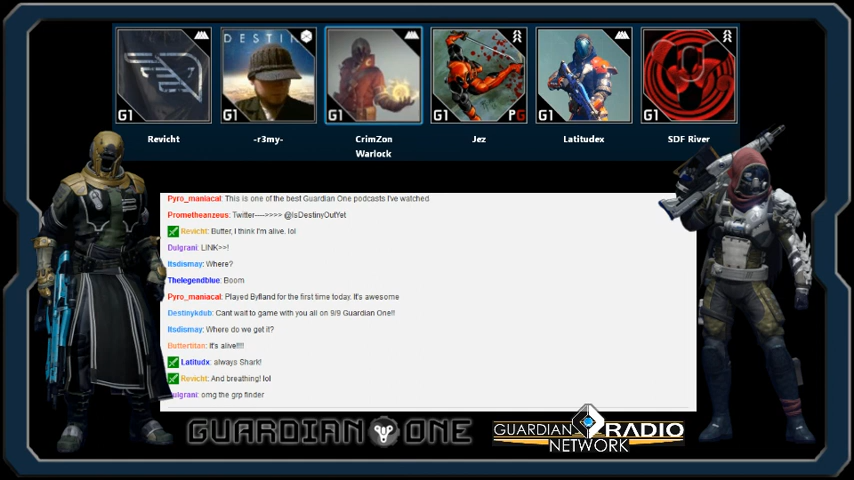 DESTIN
G1
G1
G1
G1
PG
G1
G1
Revicht
-r3my-
CrimZon
Warlock
Jez
Latitudex
SDF River
Pyro_maniacal: This is one of the best Guardian One podcasts I've watched
Prometheanzeus: Twitter---->>>> @IsDestinyOutYet
Revicht: Butter, I think I'm alive. lol
Dulgrani: LINK>>!
Itsdismay: Where?
Thelegendblue: Boom
Pyro_maniacal: Played Byfland for the first time today. It's awesome
Destinykdub: Cant wait to game with you all on 9/9 Guardian One!!
Itsdismay: Where do we get it?
Buttertitan: It's alive!!!!
Latitudx: always Shark!
Revicht: And breathing! lol
ulgrani: omg the grp finder
GUARDIAN ONE
GUARDIAN RADIO
NETWORK